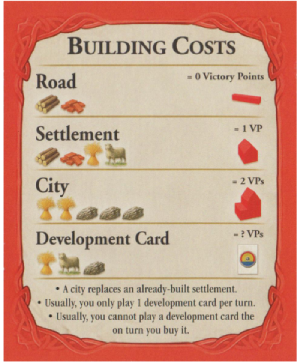 BUILDING COSTS
Road
= 0 Victory Points
Settlement
= 1 VP
City
= 2 VPs
Development Card
= ? VPs
• A city replaces an already-built settlement.
• Usually, you only play 1 development card per turn.
• Usually, you cannot play a development card the
on turn you buy it.